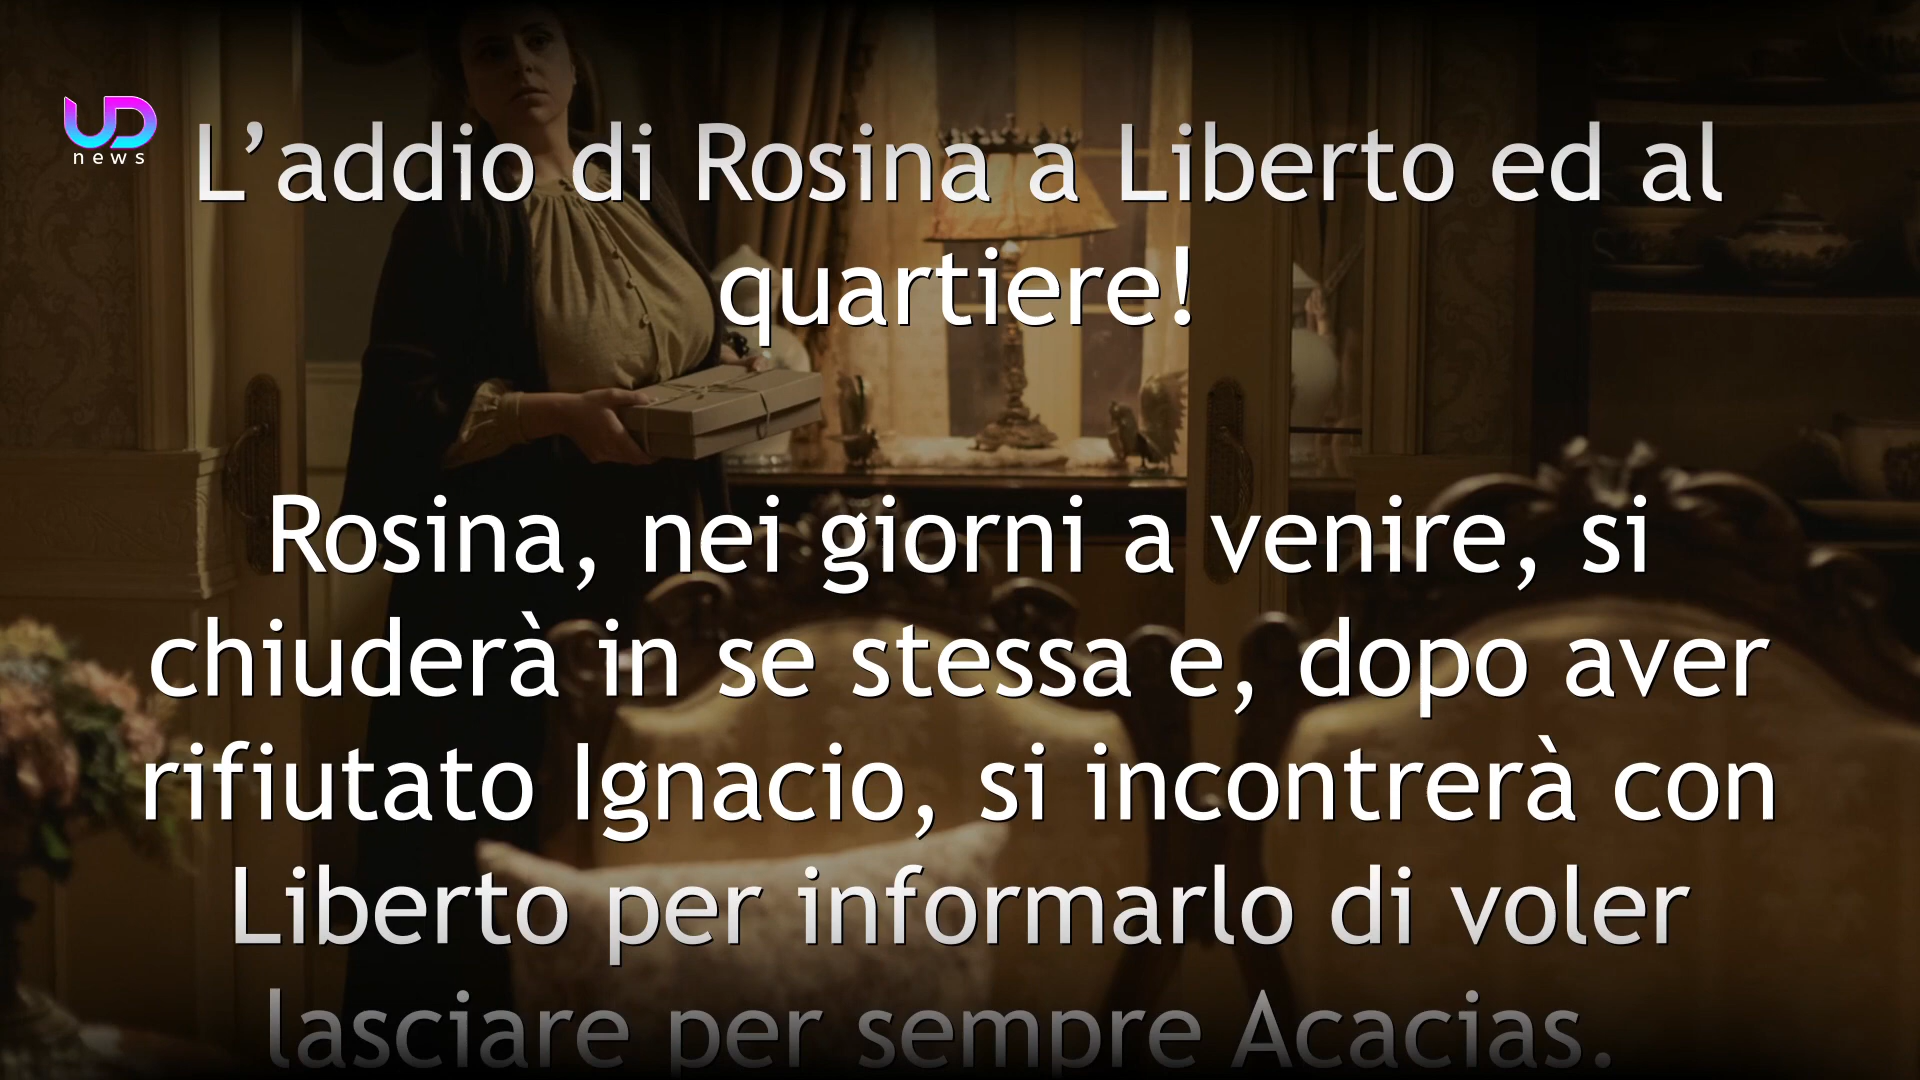 UD
news
L’addio di Rosina a Liberto ed al
quartiere!
Rosina, nei giorni a venire, si
chiuderà in se stessa e, dopo aver
rifiutato Ignacio, si incontrerà con
Liberto per informarlo di voler
lasciare per sempre Acacias.